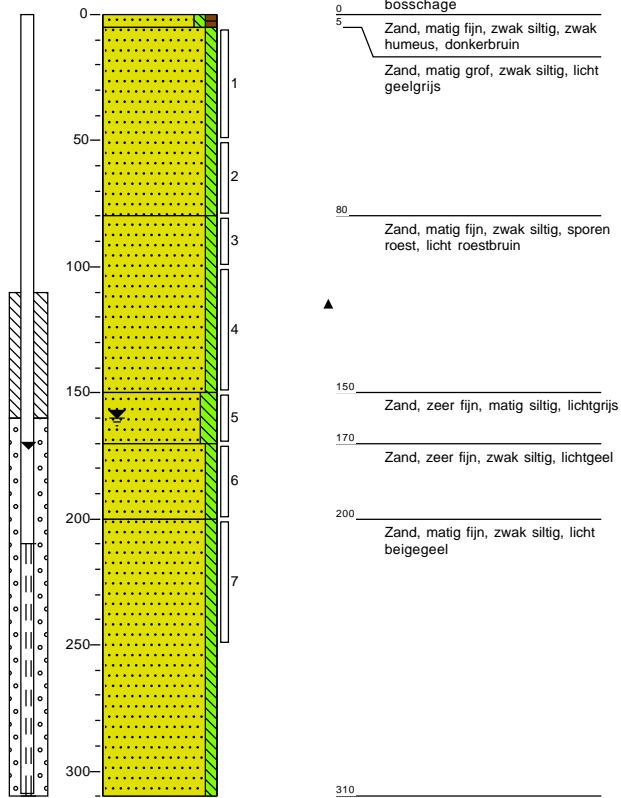 bosschage
0
5
Zand, matig fijn, zwak siltig, zwak
humeus, donkerbruin
Zand, matig grof, zwak siltig, licht
geelgrijs
80
Zand, matig fijn, zwak siltig, sporen
roest, licht roestbruin
150
Zand, zeer fijn, matig siltig, lichtgrijs
170
Zand, zeer fijn, zwak siltig, lichtgeel
200
Zand, matig fijn, zwak siltig, licht
beigegeel
310
0
50
100
150
200
250
300
1
2
3
4
5
6
7